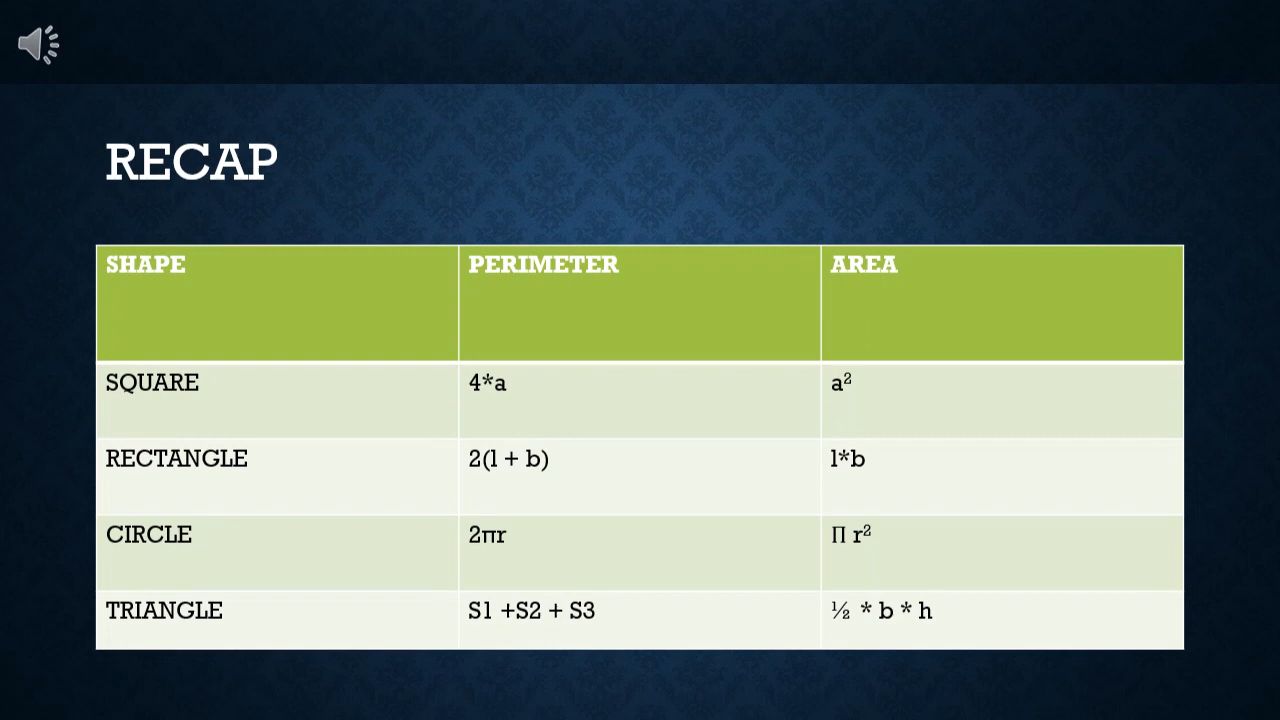 RECAP
SHAPE PERIMETER AREA
SQUARE 4*a a²
RECTANGLE 2(l + b) l*b
CIRCLE 2πr Π r²
TRIANGLE S1 +S2 + S3 ½ * b * h